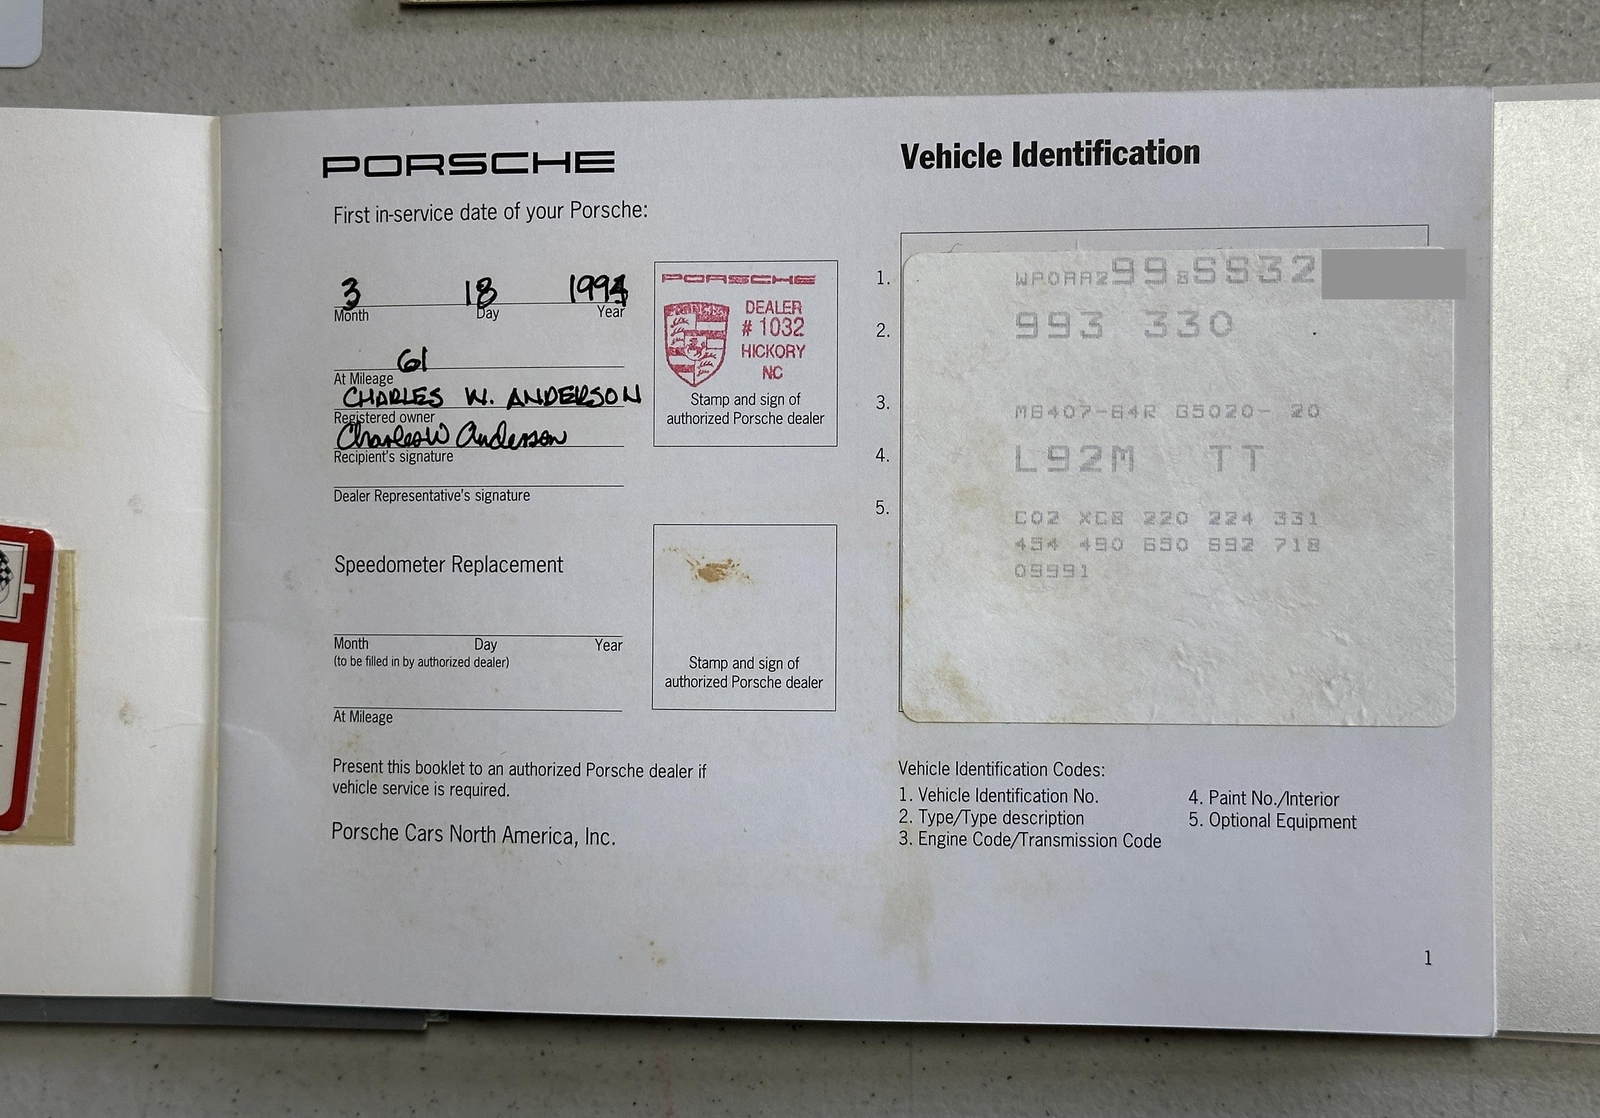 PORSCHE
First in-service date of your Porsche:
3 18 1994
Month Day Year
61
At Mileage
CHARLES W. ANDERSON
Registered owner
Charles W Anderson
Recipient's signature
Dealer Representative's signature
PORSCHE
DEALER
# 1032
HICKORY
NC
Stamp and sign of
authorized Porsche dealer
Speedometer Replacement
Month Day Year
(to be filled in by authorized dealer)
At Mileage
Stamp and sign of
authorized Porsche dealer
Present this booklet to an authorized Porsche dealer if
vehicle service is required.
Porsche Cars North America, Inc.
Vehicle Identification
1. WP0AA299 SS32
2. 993 330
3. M6407-64R G5020- 20
4. L92M TT
5. C02 XC8 220 224 331
454 490 650 692 718
09991
Vehicle Identification Codes:
1. Vehicle Identification No.
2. Type/Type description
3. Engine Code/Transmission Code
4. Paint No./Interior
5. Optional Equipment
1